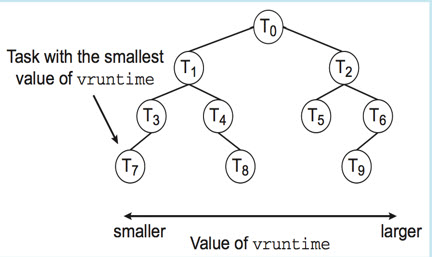 T0
Task with the smallest
value of vruntime
T1
T2
T3
T4
T5
T6
T7
T8
T9
smaller
larger
Value of vruntime